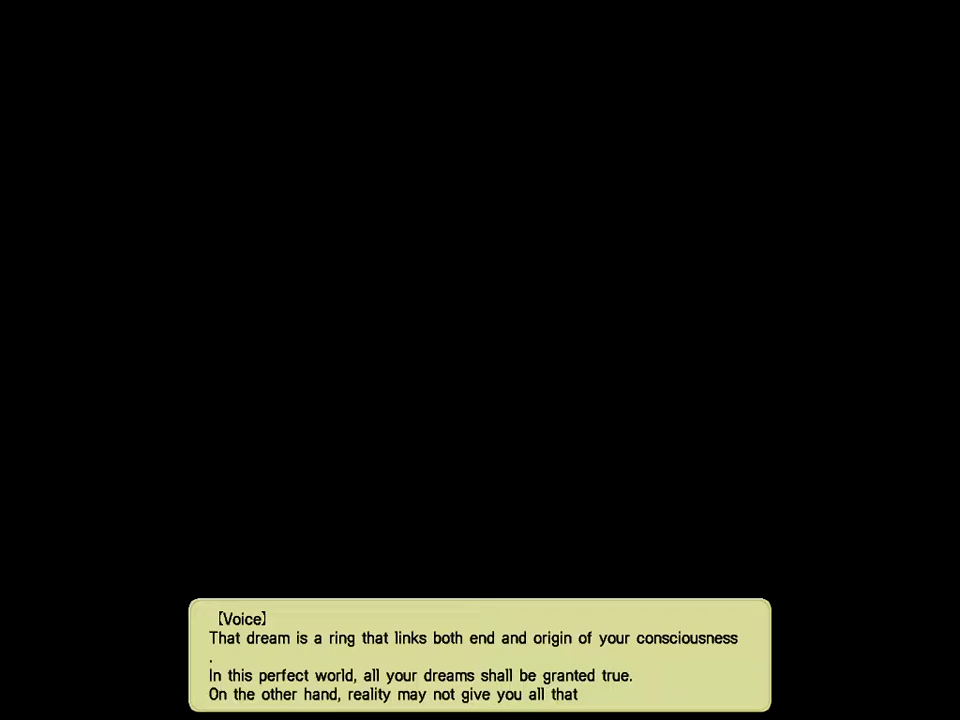 【Voice】
That dream is a ring that links both end and origin of your consciousness
.
In this perfect world, all your dreams shall be granted true.
On the other hand, reality may not give you all that